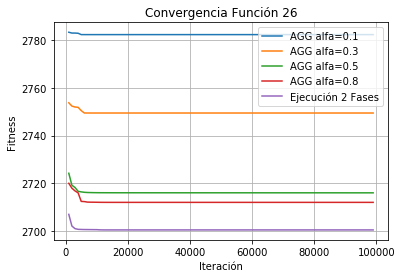 Convergencia Función 26
AGG alfa=0.1
AGG alfa=0.3
AGG alfa=0.5
AGG alfa=0.8
Ejecución 2 Fases
Fitness
2780
2760
2740
2720
2700
0
20000
40000
60000
80000
100000
Iteración